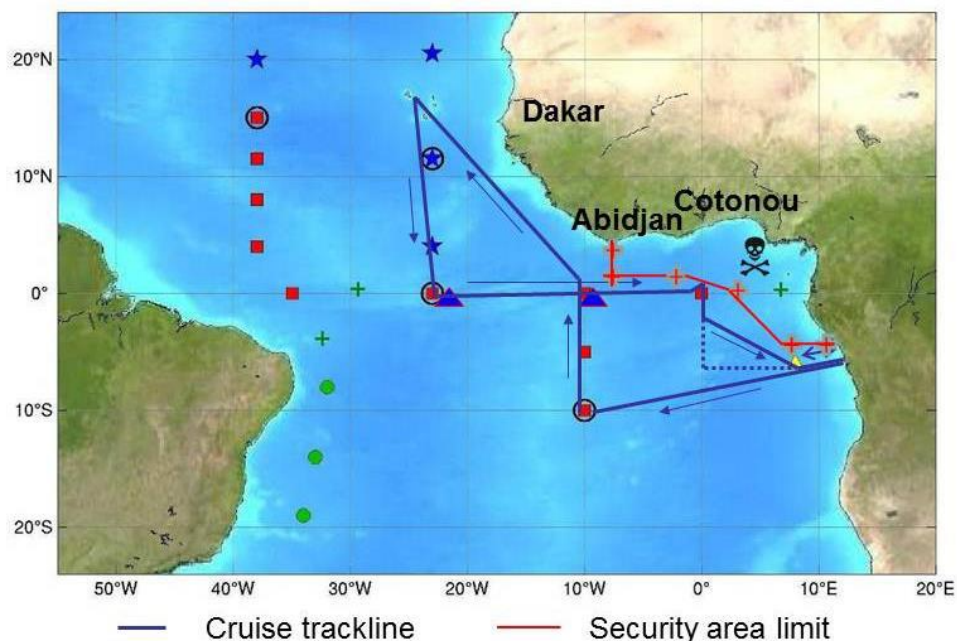 20°N
Dakar
10°N
Cotonou
Abidjan
0°
10°S
20°S
50°W 40°W 30°W 20°W 10°W 0° 10°E 20°E
Cruise trackline Security area limit